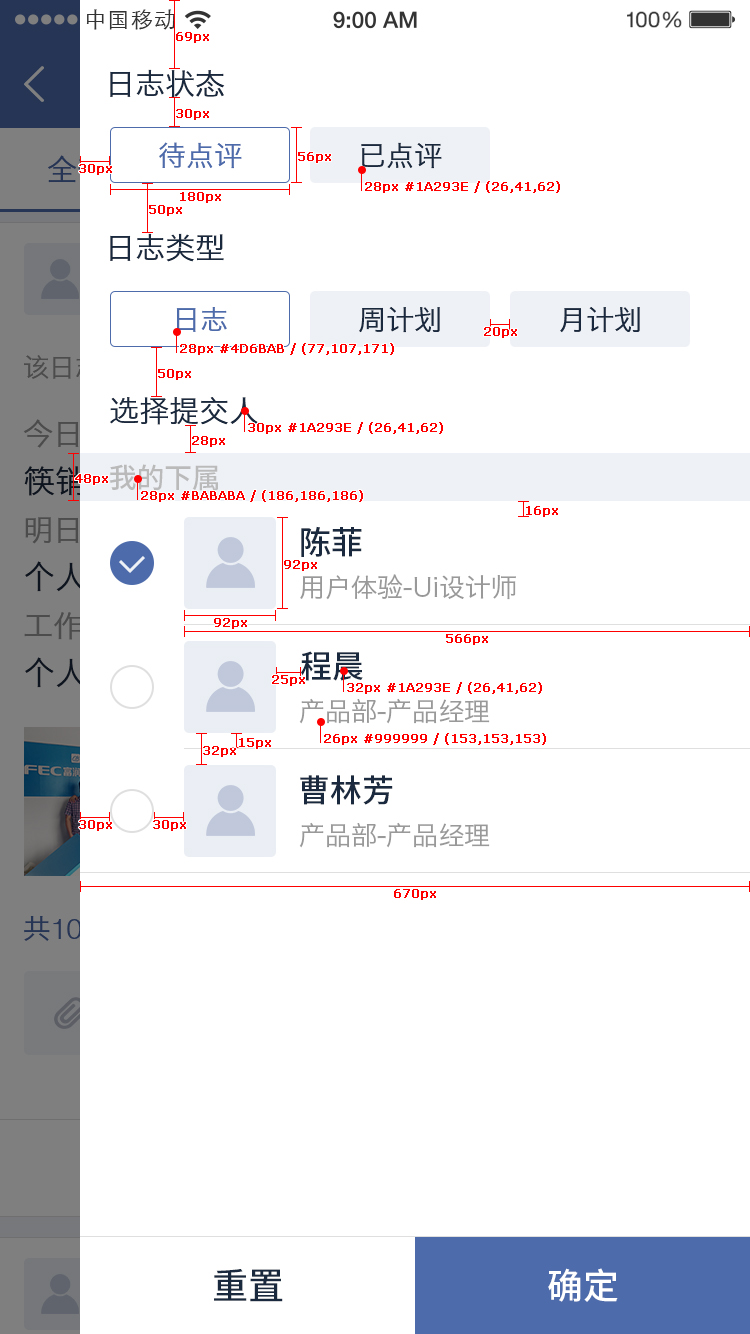 中国移动 9:00 AM 100%
69px
日志状态
30px
全
30px
待点评
56px
已点评
180px
28px #1A293E / (26,41,62)
50px
日志类型
日志
周计划
20px
月计划
28px #4D6BAB / (77,107,171)
该日
50px
选择提交人
30px #1A293E / (26,41,62)
今日
28px
筷销
48px
我的下属
28px #BABABA / (186,186,186)
16px
明日
陈菲
92px
个人
用户体验-Ui设计师
92px
工作
566px
个人
程晨
25px
32px #1A293E / (26,41,62)
产品部-产品经理
26px #999999 / (153,153,153)
15px
32px
FEC
曹林芳
30px
30px
产品部-产品经理
670px
共10
重置
确定